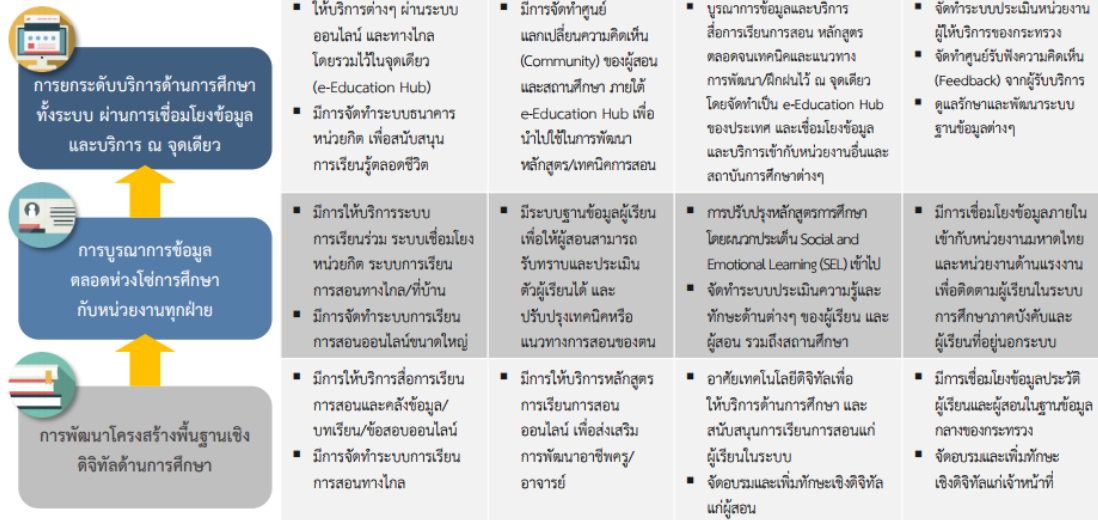 การยกระดับบริการด้านการศึกษา
ทั้งระบบ ผ่านการเชื่อมโยงข้อมูล
และบริการ ณ จุดเดียว
ให้บริการต่างๆ ผ่านระบบ
ออนไลน์ และทางไกล
โดยรวมไว้ในจุดเดียว
(e-Education Hub)
มีการจัดทำระบบธนาคาร
หน่วยกิต เพื่อสนับสนุน
การเรียนรู้ตลอดชีวิต
มีการจัดทำศูนย์
แลกเปลี่ยนความคิดเห็น
(Community) ของผู้สอน
และสถานศึกษา ภายใต้
e-Education Hub เพื่อ
นำไปใช้ในการพัฒนา
หลักสูตร/เทคนิคการสอน
บูรณาการข้อมูลและบริการ
สื่อการเรียนการสอน หลักสูตร
ตลอดจนเทคนิคและแนวทาง
การพัฒนา/ฝึกฝนไว้ ณ จุดเดียว
โดยจัดทำเป็น e-Education Hub
ของประเทศ และเชื่อมโยงข้อมูล
และบริการเข้ากับหน่วยงานอื่นและ
สถาบันการศึกษาต่างๆ
จัดทำระบบประเมินหน่วยงาน
ผู้ให้บริการของกระทรวง
จัดทำศูนย์รับฟังความคิดเห็น
(Feedback) จากผู้รับบริการ
ดูแลรักษาและพัฒนาระบบ
ฐานข้อมูลต่างๆ
การบูรณาการข้อมูล
ตลอดห่วงโซ่การศึกษา
กับหน่วยงานทุกฝ่าย
มีการให้บริการระบบ
การเรียนร่วม ระบบเชื่อมโยง
หน่วยกิต ระบบการเรียน
การสอนทางไกล/ที่บ้าน
มีการจัดทำระบบการเรียน
การสอนออนไลน์ขนาดใหญ่
มีระบบฐานข้อมูลผู้เรียน
เพื่อให้ผู้สอนสามารถ
รับทราบและประเมิน
ตัวผู้เรียนได้ และ
ปรับปรุงเทคนิคหรือ
แนวทางการสอนของตน
การปรับปรุงหลักสูตรการศึกษา
โดยผนวกประเด็น Social and
Emotional Learning (SEL) เข้าไป
จัดทำระบบประเมินความรู้และ
ทักษะด้านต่างๆ ของผู้เรียน และ
ผู้สอน รวมถึงสถานศึกษา
มีการเชื่อมโยงข้อมูลภายใน
เข้ากับหน่วยงานมหาดไทย
และหน่วยงานด้านแรงงาน
เพื่อติดตามผู้เรียนในระบบ
การศึกษาภาคบังคับและ
ผู้เรียนที่อยู่นอกระบบ
การพัฒนาโครงสร้างพื้นฐานเชิง
ดิจิทัลด้านการศึกษา
มีการให้บริการสื่อการเรียน
การสอนและคลังข้อมูล/
บทเรียน/ข้อสอบออนไลน์
มีการจัดทำระบบการเรียน
การสอนทางไกล
มีการให้บริการหลักสูตร
การเรียนการสอน
ออนไลน์ เพื่อส่งเสริม
การพัฒนาอาชีพครู/
อาจารย์
อาศัยเทคโนโลยีดิจิทัลเพื่อ
ให้บริการด้านการศึกษา และ
สนับสนุนการเรียนการสอนแก่
ผู้เรียนในระบบ
จัดอบรมและเพิ่มทักษะเชิงดิจิทัล
แก่ผู้สอน
มีการเชื่อมโยงข้อมูลประวัติ
ผู้เรียนและผู้สอนในฐานข้อมูล
กลางของกระทรวง
จัดอบรมและเพิ่มทักษะ
เชิงดิจิทัลแก่เจ้าหน้าที่